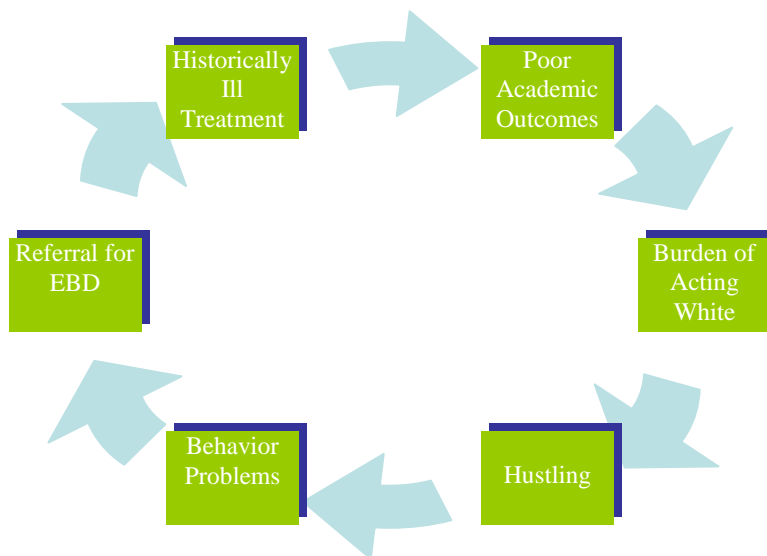 Historically
Ill
Treatment
Poor
Academic
Outcomes
Burden of
Acting
White
Hustling
Behavior
Problems
Referral for
EBD